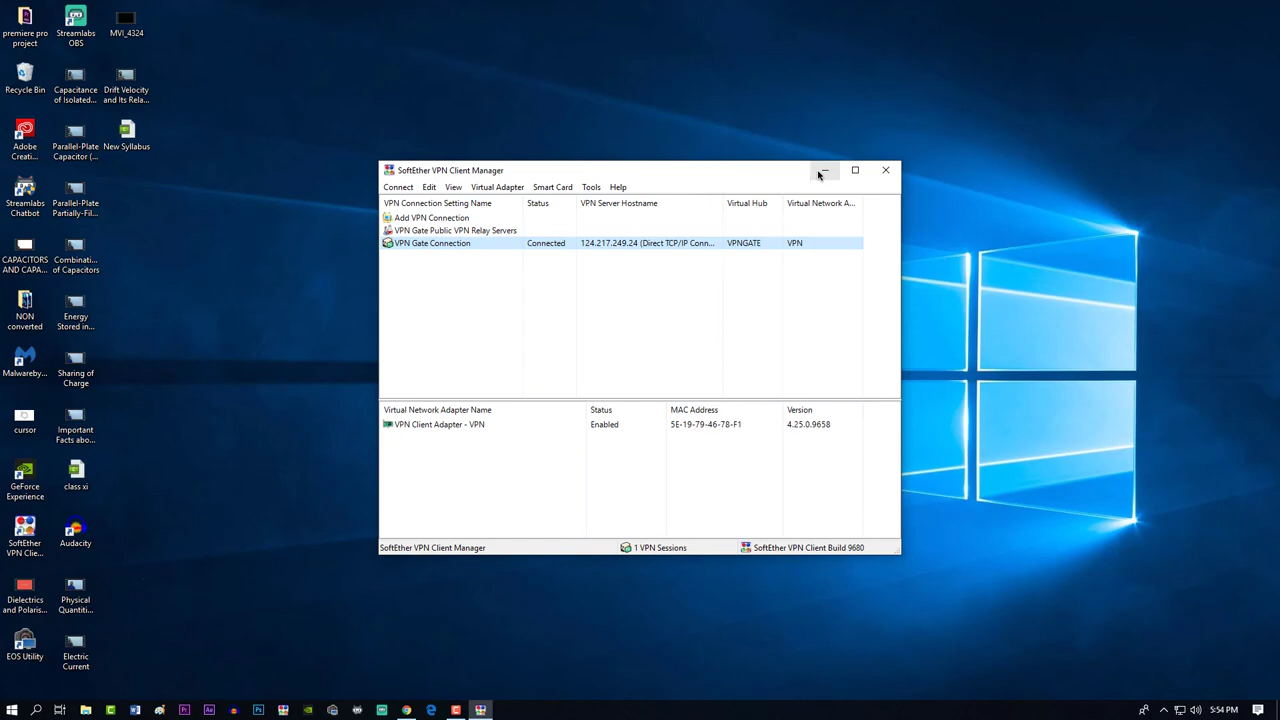 premiere pro
project
Streamlabs
OBS
MVI_4324
Recycle Bin
Capacitance
of Isolated...
Drift Velocity
and Its Rela...
Adobe
Creati...
Parallel-Plate
Capacitor (...
New Syllabus
Streamlabs
Chatbot
Parallel-Plate
Partially-Fil...
CAPACITORS
AND CAPA...
Combinati...
of Capacitors
NON
converted
Energy
Stored in...
Malwareby...
Sharing of
Charge
cursor
Important
Facts abo...
GeForce
Experience
class xi
SoftEther
VPN Clie...
Audacity
Dielectrics
and Polaris...
Physical
Quantiti...
EOS Utility
Electric
Current
SoftEther VPN Client Manager
Connect Edit View Virtual Adapter Smart Card Tools Help
VPN Connection Setting Name Status VPN Server Hostname Virtual Hub Virtual Network A...
Add VPN Connection
VPN Gate Public VPN Relay Servers
VPN Gate Connection Connected 124.217.249.24 (Direct TCP/IP Conn... VPNGATE VPN
Virtual Network Adapter Name Status MAC Address Version
VPN Client Adapter - VPN Enabled 5E-19-79-46-78-F1 4.25.0.9658
SoftEther VPN Client Manager 1 VPN Sessions SoftEther VPN Client Build 9680
5:54 PM